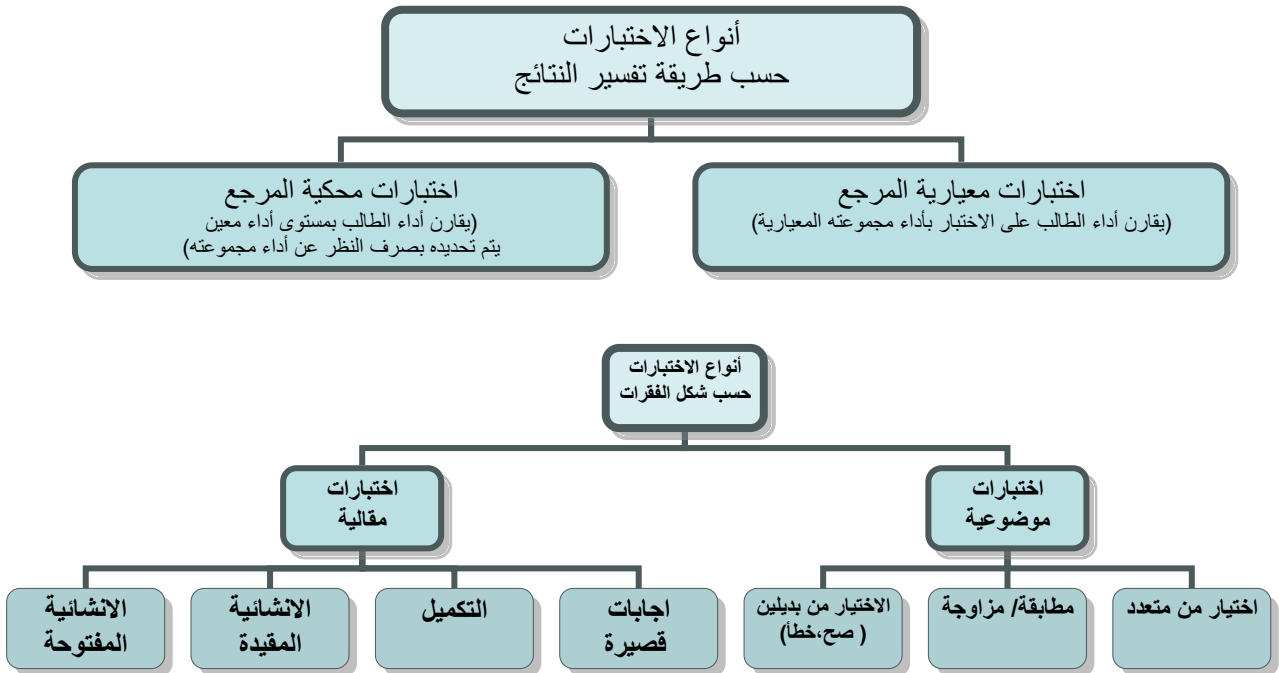 أنواع الاختبارات
حسب طريقة تفسير النتائج
اختبارات معيارية المرجع
(يقارن أداء الطالب على الاختبار بأداء مجموعته المعيارية)
اختبارات محكية المرجع
(يقارن أداء الطالب بمستوى أداء معين
يتم تحديده بصرف النظر عن أداء مجموعته)
أنواع الاختبارات
حسب شكل الفقرات
اختبارات
موضوعية
اختبارات
مقالية
اختيار من متعدد
مطابقة/ مزاوجة
الاختيار من بديلين
( صح،خطأ)
اجابات
قصيرة
التكميل
الانشائية
المقيدة
الانشائية
المفتوحة